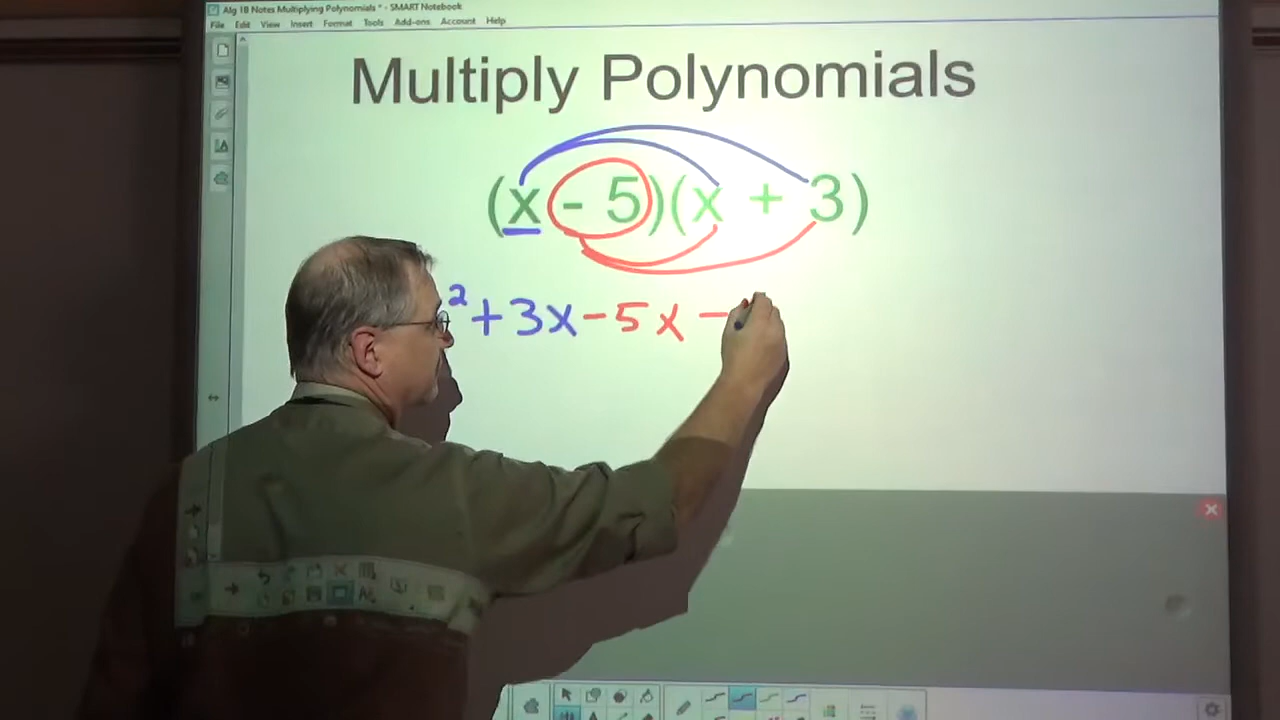 Alg 1B Notes Multiplying Polynomials * - SMART Notebook
File Edit View Insert Format Tools Add-ons Account Help
Multiply Polynomials
(x - 5)(x + 3)
² + 3x - 5x -